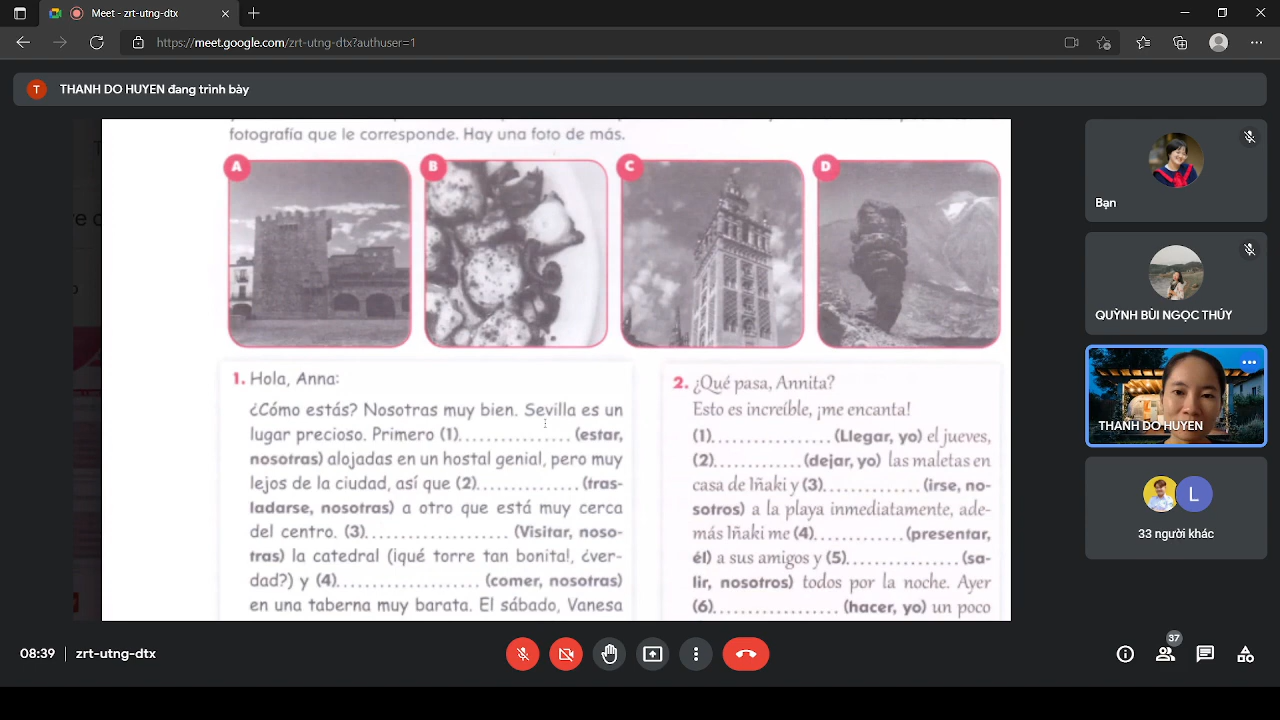 Meet - zrt-utng-dtx
https://meet.google.com/zrt-utng-dtx?authuser=1
T
THANH DO HUYEN đang trình bày
fotografía que le corresponde. Hay una foto de más.
A
B
C
D
1. Hola, Anna:
¿Cómo estás? Nosotras muy bien. Sevilla es un
lugar precioso. Primero (1)............... (estar,
nosotras) alojadas en un hostal genial, pero muy
lejos de la ciudad, así que (2)............. (tras-
ladarse, nosotras) a otro que está muy cerca
del centro. (3)................... (Visitar, noso-
tras) la catedral (¡qué torre tan bonita!, ¿ver-
dad?) y (4)................... (comer, nosotras)
en una taberna muy barata. El sábado, Vanesa
2. ¿Qué pasa, Annita?
Esto es increíble, ¡me encanta!
(1)............... (Llegar, yo) el jueves,
(2)............ (dejar, yo) las maletas en
casa de Iñaki y (3)............. (irse, no-
sotros) a la playa inmediatamente, ade-
más Iñaki me (4)............ (presentar,
él) a sus amigos y (5)............... (sa-
lir, nosotros) todos por la noche. Ayer
(6)................ (hacer, yo) un poco
Bạn
QUỲNH BÙI NGỌC THÚY
THANH DO HUYEN
L
33 người khác
08:39 | zrt-utng-dtx
37